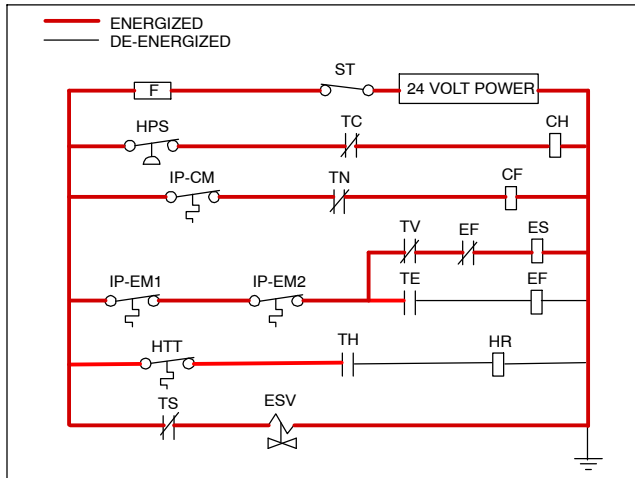 ENERGIZED
DE-ENERGIZED
ST
F
24 VOLT POWER
HPS
TC
CH
IP-CM
TN
CF
TV
EF
ES
IP-EM1
IP-EM2
TE
EF
HTT
TH
HR
TS
ESV